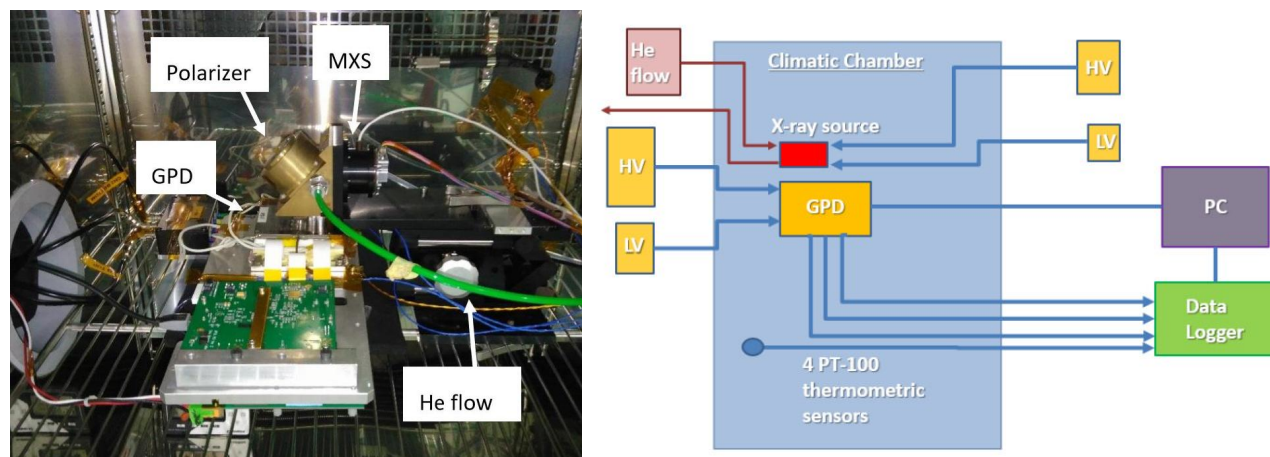 Polarizer
MXS
GPD
He flow
He
flow
Climatic Chamber
HV
X-ray source
LV
HV
GPD
PC
LV
Data
Logger
4 PT-100
thermometric
sensors